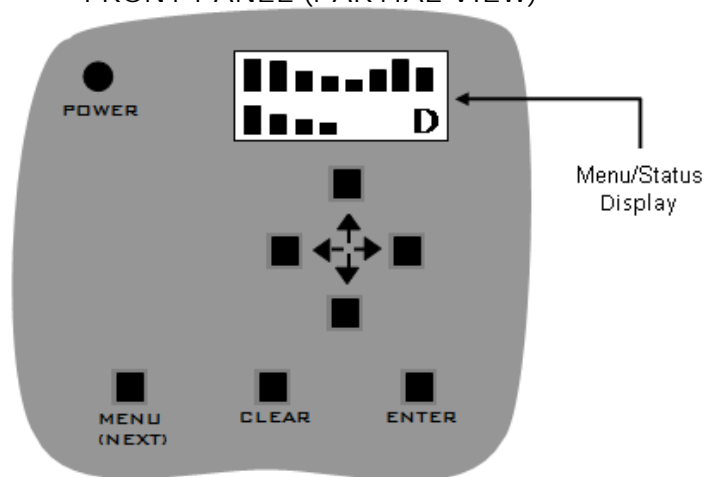 FRONT PANEL (PARTIAL VIEW)
POWER
D
Menu/Status
Display
MENU
(NEXT)
CLEAR
ENTER